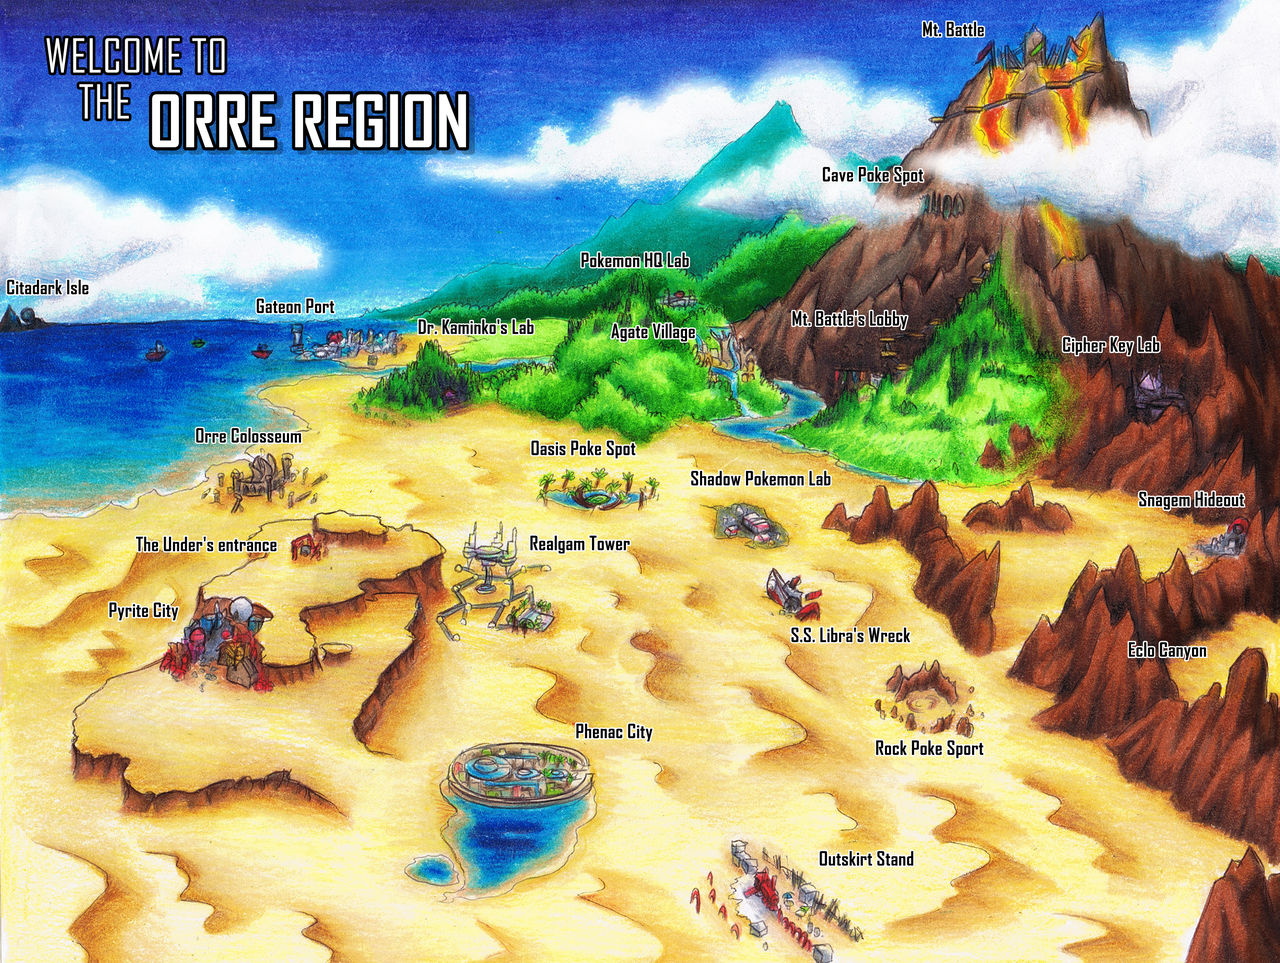 WELCOME TO
THE ORRE REGION
Mt. Battle
Cave Poke Spot
Pokemon HQ Lab
Citadark Isle
Gateon Port
Dr. Kaminko's Lab
Agate Village
Mt. Battle's Lobby
Cipher Key Lab
Orre Colosseum
Oasis Poke Spot
Shadow Pokemon Lab
Snagem Hideout
The Under's entrance
Realgam Tower
Pyrite City
S.S. Libra's Wreck
Eclo Canyon
Phenac City
Rock Poke Sport
Outskirt Stand